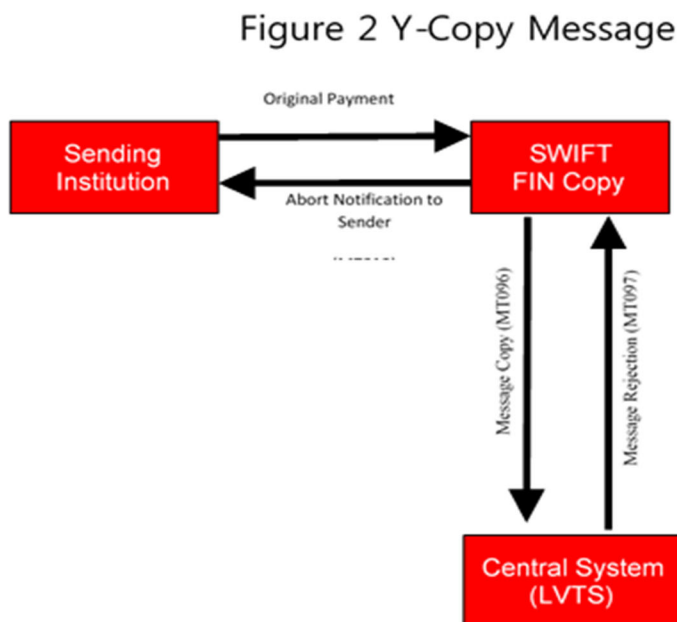 Figure 2 Y-Copy Message
Original Payment
Sending
Institution
SWIFT
FIN Copy
Abort Notification to
Sender
Message Copy (MT096)
Message Rejection (MT097)
Central System
(LVTS)